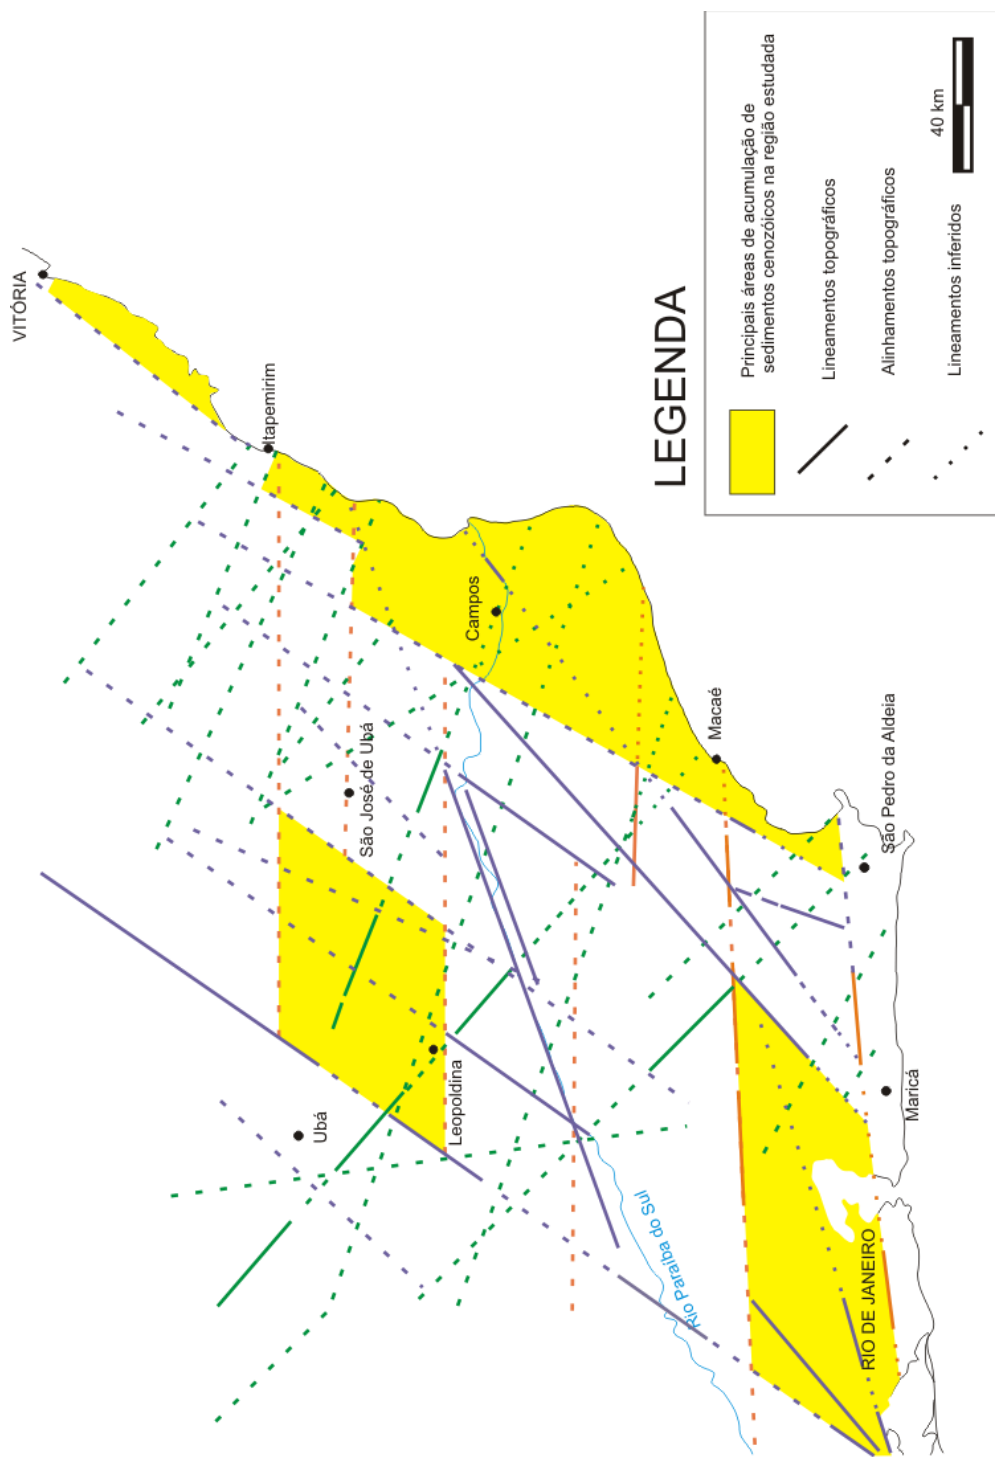 VITÓRIA
Itapemirim
Campos
São José de Ubá
Macaé
São Pedro da Aldeia
Ubá
Leopoldina
Maricá
Rio Paraiba do Sul
RIO DE JANEIRO
LEGENDA
Principais áreas de acumulação de
sedimentos cenozóicos na região estudada
Lineamentos topográficos
Alinhamentos topográficos
Lineamentos inferidos
40 km